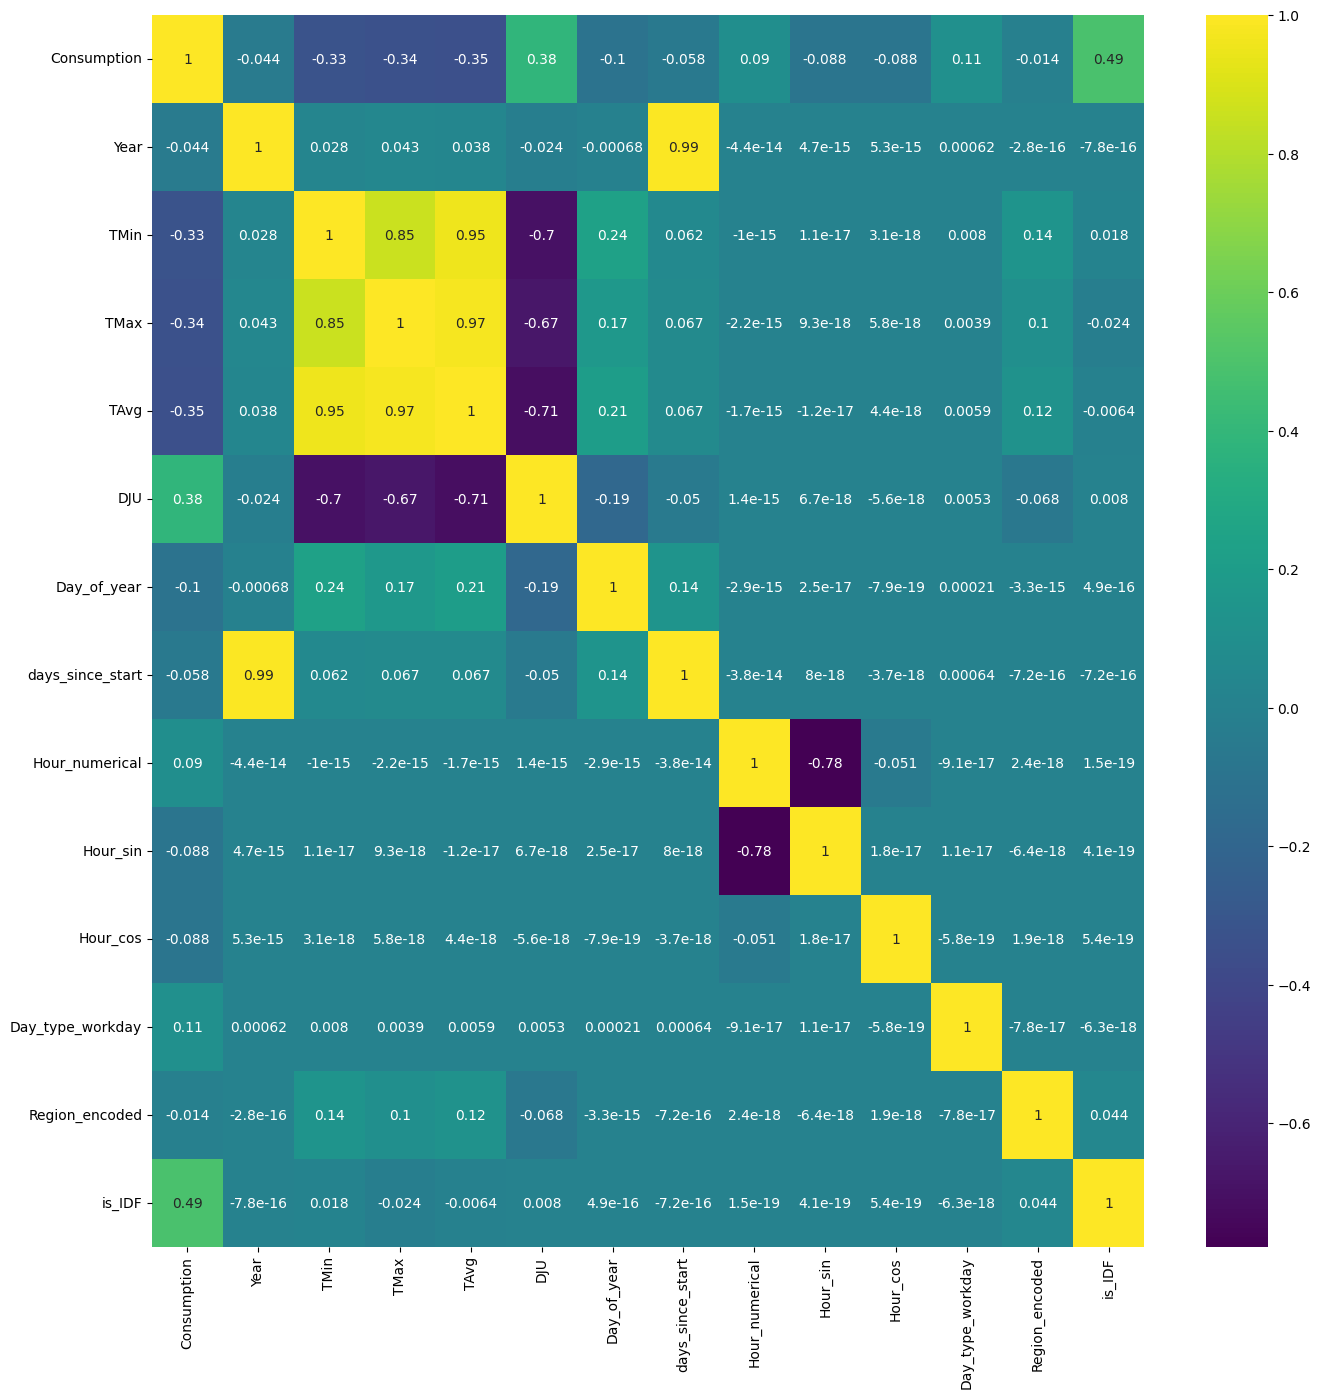 Consumption 1 -0.044 -0.33 -0.34 -0.35 0.38 -0.1 -0.058 0.09 -0.088 -0.088 0.11 -0.014 0.49
Year -0.044 1 0.028 0.043 0.038 -0.024 -0.00068 0.99 -4.4e-14 4.7e-15 5.3e-15 0.00062 -2.8e-16 -7.8e-16
TMin -0.33 0.028 1 0.85 0.95 -0.7 0.24 0.062 -1e-15 1.1e-17 3.1e-18 0.008 0.14 0.018
TMax -0.34 0.043 0.85 1 0.97 -0.67 0.17 0.067 -2.2e-15 9.3e-18 5.8e-18 0.0039 0.1 -0.024
TAvg -0.35 0.038 0.95 0.97 1 -0.71 0.21 0.067 -1.7e-15 -1.2e-17 4.4e-18 0.0059 0.12 -0.0064
DJU 0.38 -0.024 -0.7 -0.67 -0.71 1 -0.19 -0.05 1.4e-15 6.7e-18 -5.6e-18 0.0053 -0.068 0.008
Day_of_year -0.1 -0.00068 0.24 0.17 0.21 -0.19 1 0.14 -2.9e-15 2.5e-17 -7.9e-19 0.00021 -3.3e-15 4.9e-16
days_since_start -0.058 0.99 0.062 0.067 0.067 -0.05 0.14 1 -3.8e-14 8e-18 -3.7e-18 0.00064 -7.2e-16 -7.2e-16
Hour_numerical 0.09 -4.4e-14 -1e-15 -2.2e-15 -1.7e-15 1.4e-15 -2.9e-15 -3.8e-14 1 -0.78 -0.051 -9.1e-17 2.4e-18 1.5e-19
Hour_sin -0.088 4.7e-15 1.1e-17 9.3e-18 -1.2e-17 6.7e-18 2.5e-17 8e-18 -0.78 1 1.8e-17 1.1e-17 -6.4e-18 4.1e-19
Hour_cos -0.088 5.3e-15 3.1e-18 5.8e-18 4.4e-18 -5.6e-18 -7.9e-19 -3.7e-18 -0.051 1.8e-17 1 -5.8e-19 1.9e-18 5.4e-19
Day_type_workday 0.11 0.00062 0.008 0.0039 0.0059 0.0053 0.00021 0.00064 -9.1e-17 1.1e-17 -5.8e-19 1 -7.8e-17 -6.3e-18
Region_encoded -0.014 -2.8e-16 0.14 0.1 0.12 -0.068 -3.3e-15 -7.2e-16 2.4e-18 -6.4e-18 1.9e-18 -7.8e-17 1 0.044
is_IDF 0.49 -7.8e-16 0.018 -0.024 -0.0064 0.008 4.9e-16 -7.2e-16 1.5e-19 4.1e-19 5.4e-19 -6.3e-18 0.044 1
Consumption
Year
TMin
TMax
TAvg
DJU
Day_of_year
days_since_start
Hour_numerical
Hour_sin
Hour_cos
Day_type_workday
Region_encoded
is_IDF
1.0
0.8
0.6
0.4
0.2
0.0
−0.2
−0.4
−0.6